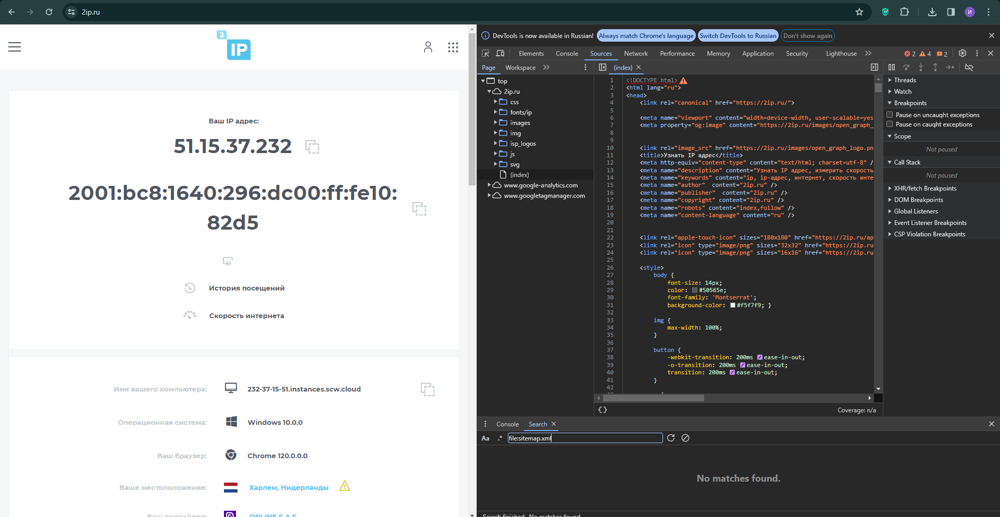 2ip.ru
2
IP
Ваш IP адрес:
51.15.37.232
2001:bc8:1640:296:dc00:ff:fe10:
82d5
История посещений
Скорость интернета
Имя вашего компьютера:
232-37-15-51.instances.scw.cloud
Операционная система:
Windows 10.0.0
Ваш браузер:
Chrome 120.0.0.0
Ваше местоположение:
Харлем, Нидерланды
Ваш провайдер:
ONLINE S.A.S.
И
DevTools is now available in Russian!
Always match Chrome's language
Switch DevTools to Russian
Don't show again
Elements
Console
Sources
Network
Performance
Memory
Application
Security
Lighthouse
2
4
2
Page
Workspace
top
2ip.ru
css
fonts/ip
images
img
isp_logos
js
svg
(index)
www.google-analytics.com
www.googletagmanager.com
(index)
1 <!DOCTYPE html>
2 <html lang="ru">
3 <head>
4 <link rel="canonical" href="https://2ip.ru/">
5
6 <meta name="viewport" content="width=device-width, user-scalable=yes
7 <meta property="og:image" content="https://2ip.ru/images/open_graph_
8
9
10 <link rel="image_src" href="https://2ip.ru/images/open_graph_logo.pn
11 <title>Узнать IP адрес</title>
12 <meta http-equiv="content-type" content="text/html; charset=utf-8" /
13 <meta name="description" content="Узнать IP адрес, измерить скорость
14 <meta name="keywords" content="ip, ip-адрес, интернет, скорость инте
15 <meta name="author"  content="2ip.ru" />
16 <meta name="publisher"  content="2ip.ru" />
17 <meta name="copyright" content="2ip.ru" />
18 <meta name="robots" content="index,follow" />
19 <meta name="content-language" content="ru" />
20
21
22 <link rel="apple-touch-icon" sizes="180x180" href="https://2ip.ru/ap
23 <link rel="icon" type="image/png" sizes="32x32" href="https://2ip.ru
24 <link rel="icon" type="image/png" sizes="16x16" href="https://2ip.ru
25
26 <style>
27 body {
28 font-size: 14px;
29 color: #50565e;
30 font-family: 'Montserrat';
31 background-color: #f5f7f9; }
32
33 img {
34 max-width: 100%;
35 }
36
37 button {
38 -webkit-transition: 200ms ease-in-out;
39 -o-transition: 200ms ease-in-out;
40 transition: 200ms ease-in-out;
41 }
42
{}
Coverage: n/a
Threads
Watch
Breakpoints
Pause on uncaught exceptions
Pause on caught exceptions
Scope
Not paused
Call Stack
Not paused
XHR/fetch Breakpoints
DOM Breakpoints
Global Listeners
Event Listener Breakpoints
CSP Violation Breakpoints
Console
Search
Aa
.*
file:sitemap.xml
No matches found.
Search finished. No matches found.